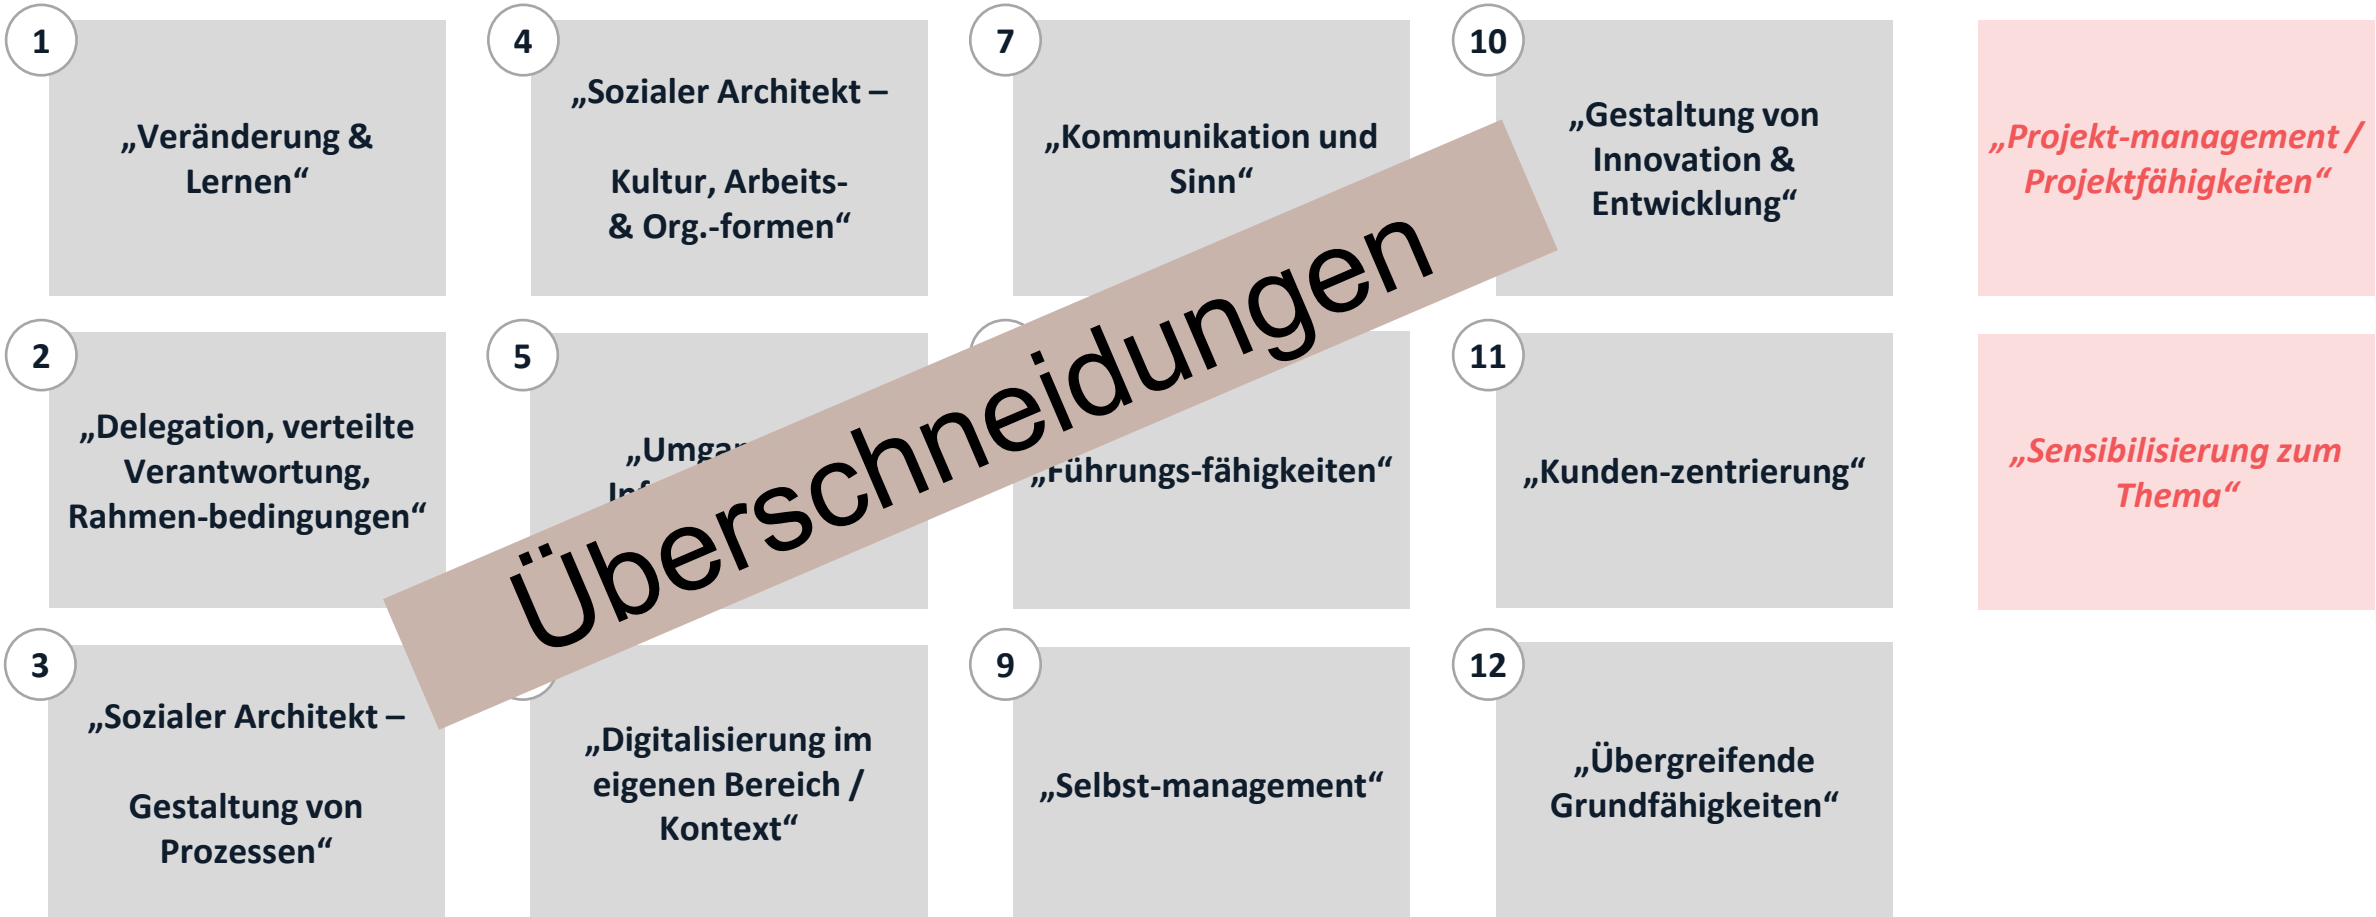 1
„Veränderung &
Lernen“
2
„Delegation, verteilte
Verantwortung,
Rahmen-bedingungen“
3
„Sozialer Architekt –
Gestaltung von
Prozessen“
4
„Sozialer Architekt –
Kultur, Arbeits-
& Org.-formen“
5
„Digitalisierung im
eigenen Bereich /
Kontext“
7
„Kommunikation und
Sinn“
„Führungs-fähigkeiten“
9
„Selbst-management“
10
„Gestaltung von
Innovation &
Entwicklung“
11
„Kunden-zentrierung“
12
„Übergreifende
Grundfähigkeiten“
„Projekt-management /
Projektfähigkeiten“
„Sensibilisierung zum
Thema“
Überschneidungen